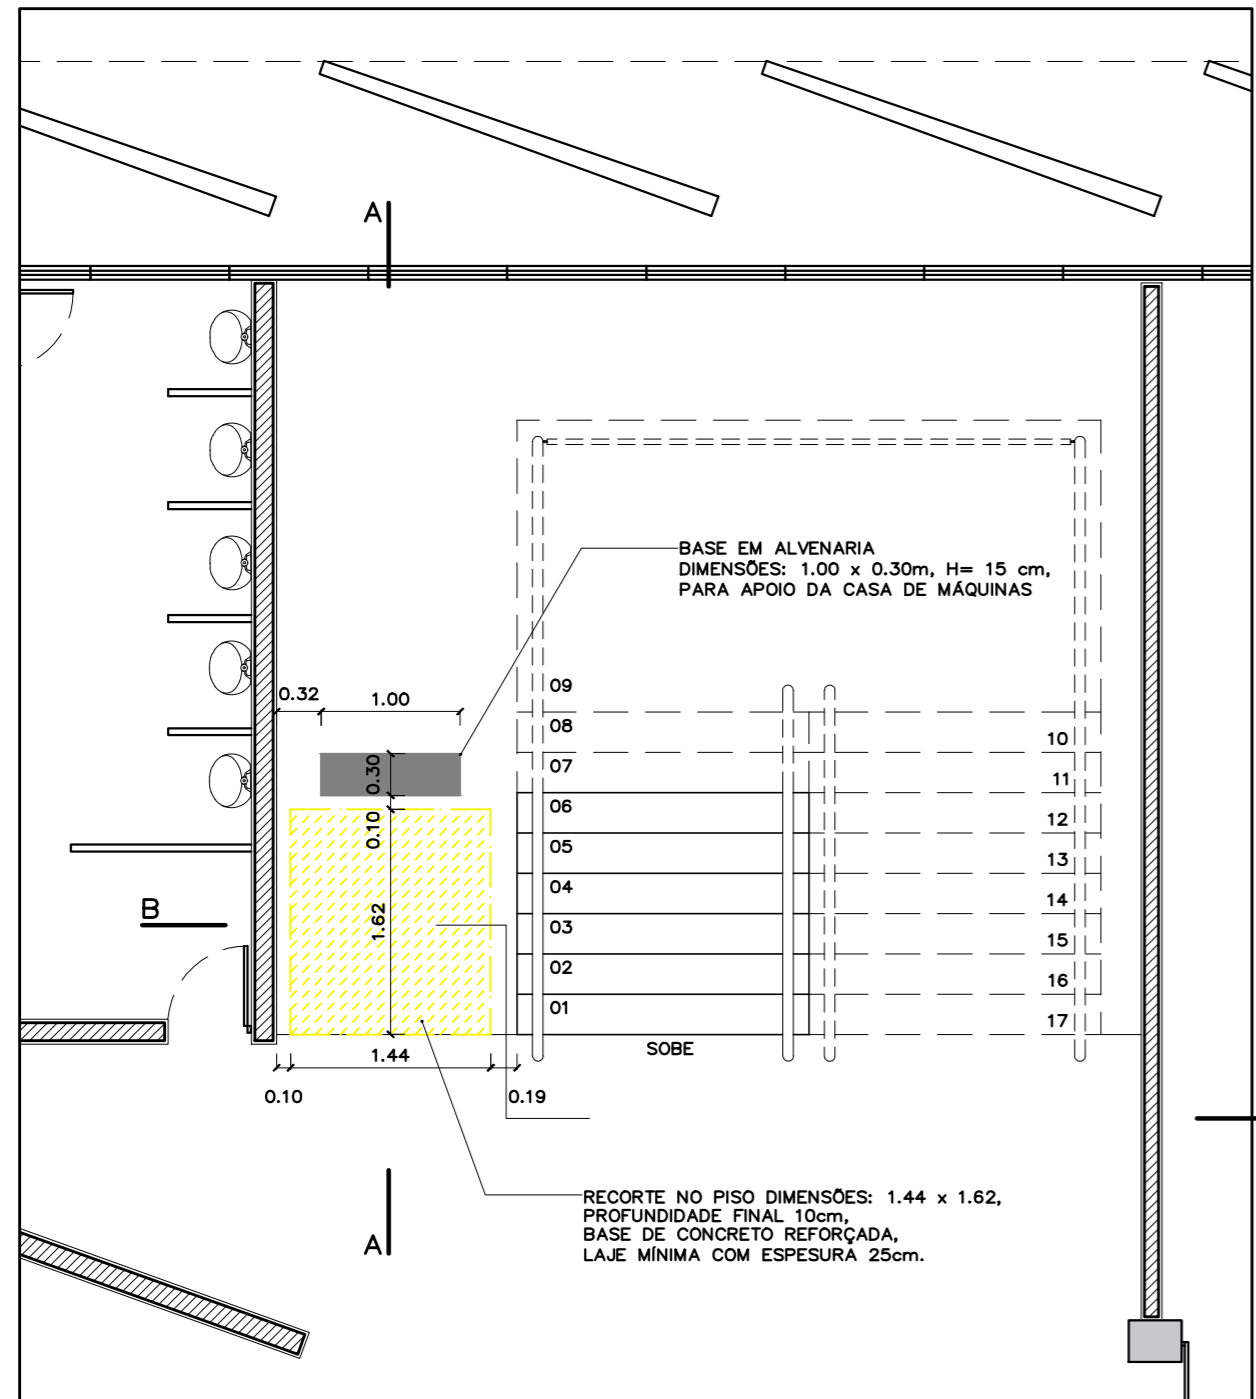 A
BASE EM ALVENARIA
DIMENSÕES: 1.00 x 0.30m, H= 15 cm,
PARA APOIO DA CASA DE MÁQUINAS
0.32
1.00
09
08
07
06
05
04
03
02
01
10
11
12
13
14
15
16
17
0.30
0.10
1.62
B
SOBE
1.44
0.10
0.19
RECORTE NO PISO DIMENSÕES: 1.44 x 1.62,
PROFUNDIDADE FINAL 10cm,
BASE DE CONCRETO REFORÇADA,
LAJE MÍNIMA COM ESPESURA 25cm.
A